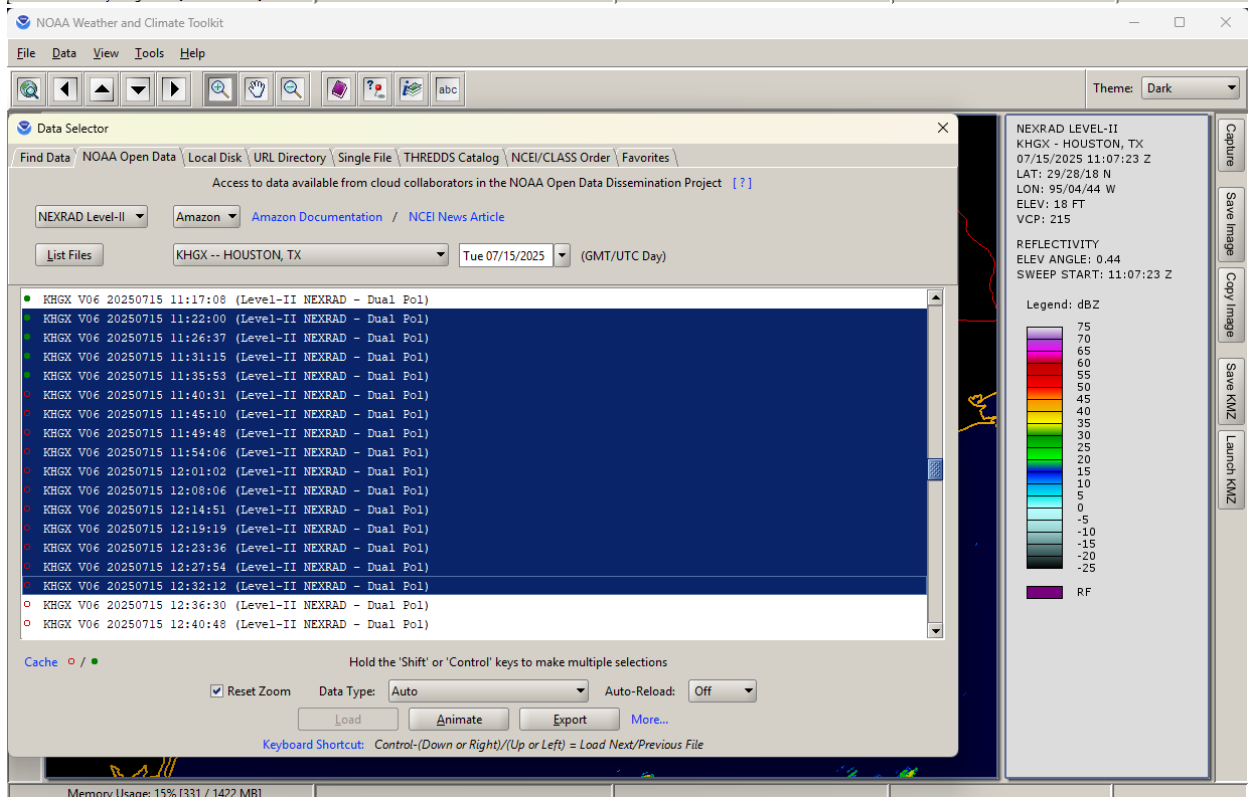 NOAA Weather and Climate Toolkit
File Data View Tools Help
abc
Theme: Dark
Data Selector
Find Data NOAA Open Data Local Disk URL Directory Single File THREDDS Catalog NCEI/CLASS Order Favorites
Access to data available from cloud collaborators in the NOAA Open Data Dissemination Project [ ? ]
NEXRAD Level-II Amazon Amazon Documentation / NCEI News Article
List Files KHGX -- HOUSTON, TX Tue 07/15/2025 (GMT/UTC Day)
KHGX V06 20250715 11:17:08 (Level-II NEXRAD - Dual Pol)
KHGX V06 20250715 11:22:00 (Level-II NEXRAD - Dual Pol)
KHGX V06 20250715 11:26:37 (Level-II NEXRAD - Dual Pol)
KHGX V06 20250715 11:31:15 (Level-II NEXRAD - Dual Pol)
KHGX V06 20250715 11:35:53 (Level-II NEXRAD - Dual Pol)
KHGX V06 20250715 11:40:31 (Level-II NEXRAD - Dual Pol)
KHGX V06 20250715 11:45:10 (Level-II NEXRAD - Dual Pol)
KHGX V06 20250715 11:49:48 (Level-II NEXRAD - Dual Pol)
KHGX V06 20250715 11:54:06 (Level-II NEXRAD - Dual Pol)
KHGX V06 20250715 12:01:02 (Level-II NEXRAD - Dual Pol)
KHGX V06 20250715 12:08:06 (Level-II NEXRAD - Dual Pol)
KHGX V06 20250715 12:14:51 (Level-II NEXRAD - Dual Pol)
KHGX V06 20250715 12:19:19 (Level-II NEXRAD - Dual Pol)
KHGX V06 20250715 12:23:36 (Level-II NEXRAD - Dual Pol)
KHGX V06 20250715 12:27:54 (Level-II NEXRAD - Dual Pol)
KHGX V06 20250715 12:32:12 (Level-II NEXRAD - Dual Pol)
KHGX V06 20250715 12:36:30 (Level-II NEXRAD - Dual Pol)
KHGX V06 20250715 12:40:48 (Level-II NEXRAD - Dual Pol)
Cache / Hold the 'Shift' or 'Control' keys to make multiple selections
Reset Zoom Data Type: Auto Auto-Reload: Off
Load Animate Export More...
Keyboard Shortcut: Control-(Down or Right)/(Up or Left) = Load Next/Previous File
Memory Usage: 15% [331 / 1422 MB]
NEXRAD LEVEL-II
KHGX - HOUSTON, TX
07/15/2025 11:07:23 Z
LAT: 29/28/18 N
LON: 95/04/44 W
ELEV: 18 FT
VCP: 215
REFLECTIVITY
ELEV ANGLE: 0.44
SWEEP START: 11:07:23 Z
Legend: dBZ
75
70
65
60
55
50
45
40
35
30
25
20
15
10
5
0
-5
-10
-15
-20
-25
RF
Capture
Save Image
Copy Image
Save KMZ
Launch KMZ